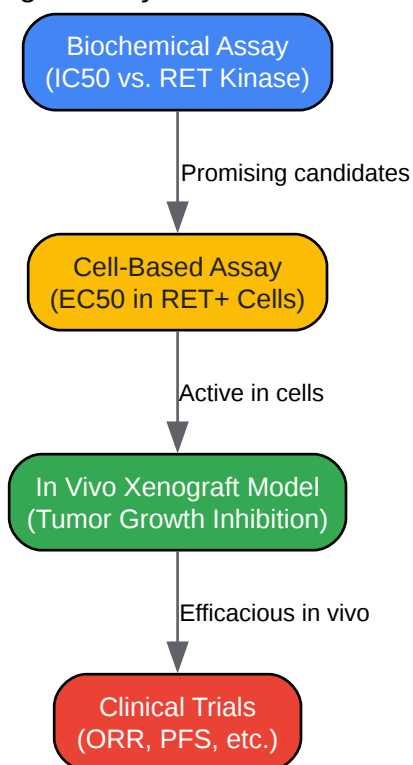 Biochemical Assay
(IC50 vs. RET Kinase)
Promising candidates
Cell-Based Assay
(EC50 in RET+ Cells)
Active in cells
In Vivo Xenograft Model
(Tumor Growth Inhibition)
Efficacious in vivo
Clinical Trials
(ORR, PFS, etc.)